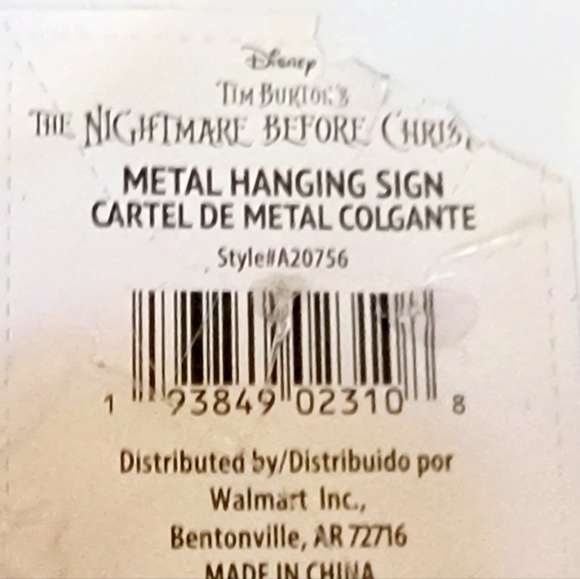 Disney
TIM BURTON'S
THE NIGHTMARE BEFORE CHRIS
METAL HANGING SIGN
CARTEL DE METAL COLGANTE
Style#A20756
1 93849 02310 8
Distributed by/Distribuido por
Walmart Inc.,
Bentonville, AR 72716
MADE IN CHINA